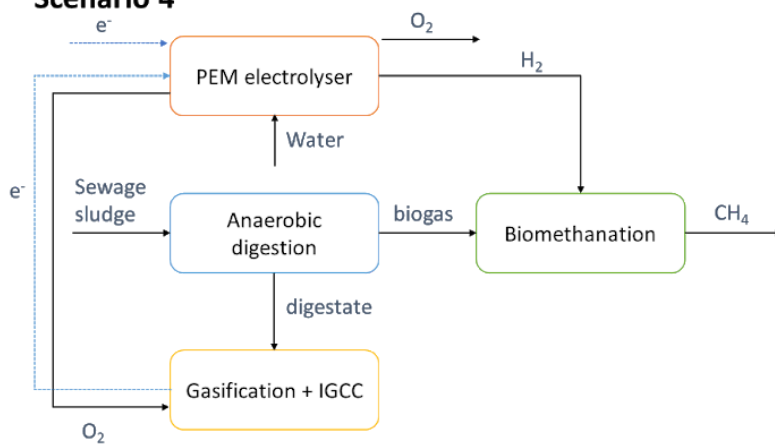 Scenario 4
e-
O2
PEM electrolyser
H2
Water
e-
Sewage
sludge
Anaerobic
digestion
biogas
Biomethanation
CH4
digestate
Gasification + IGCC
O2